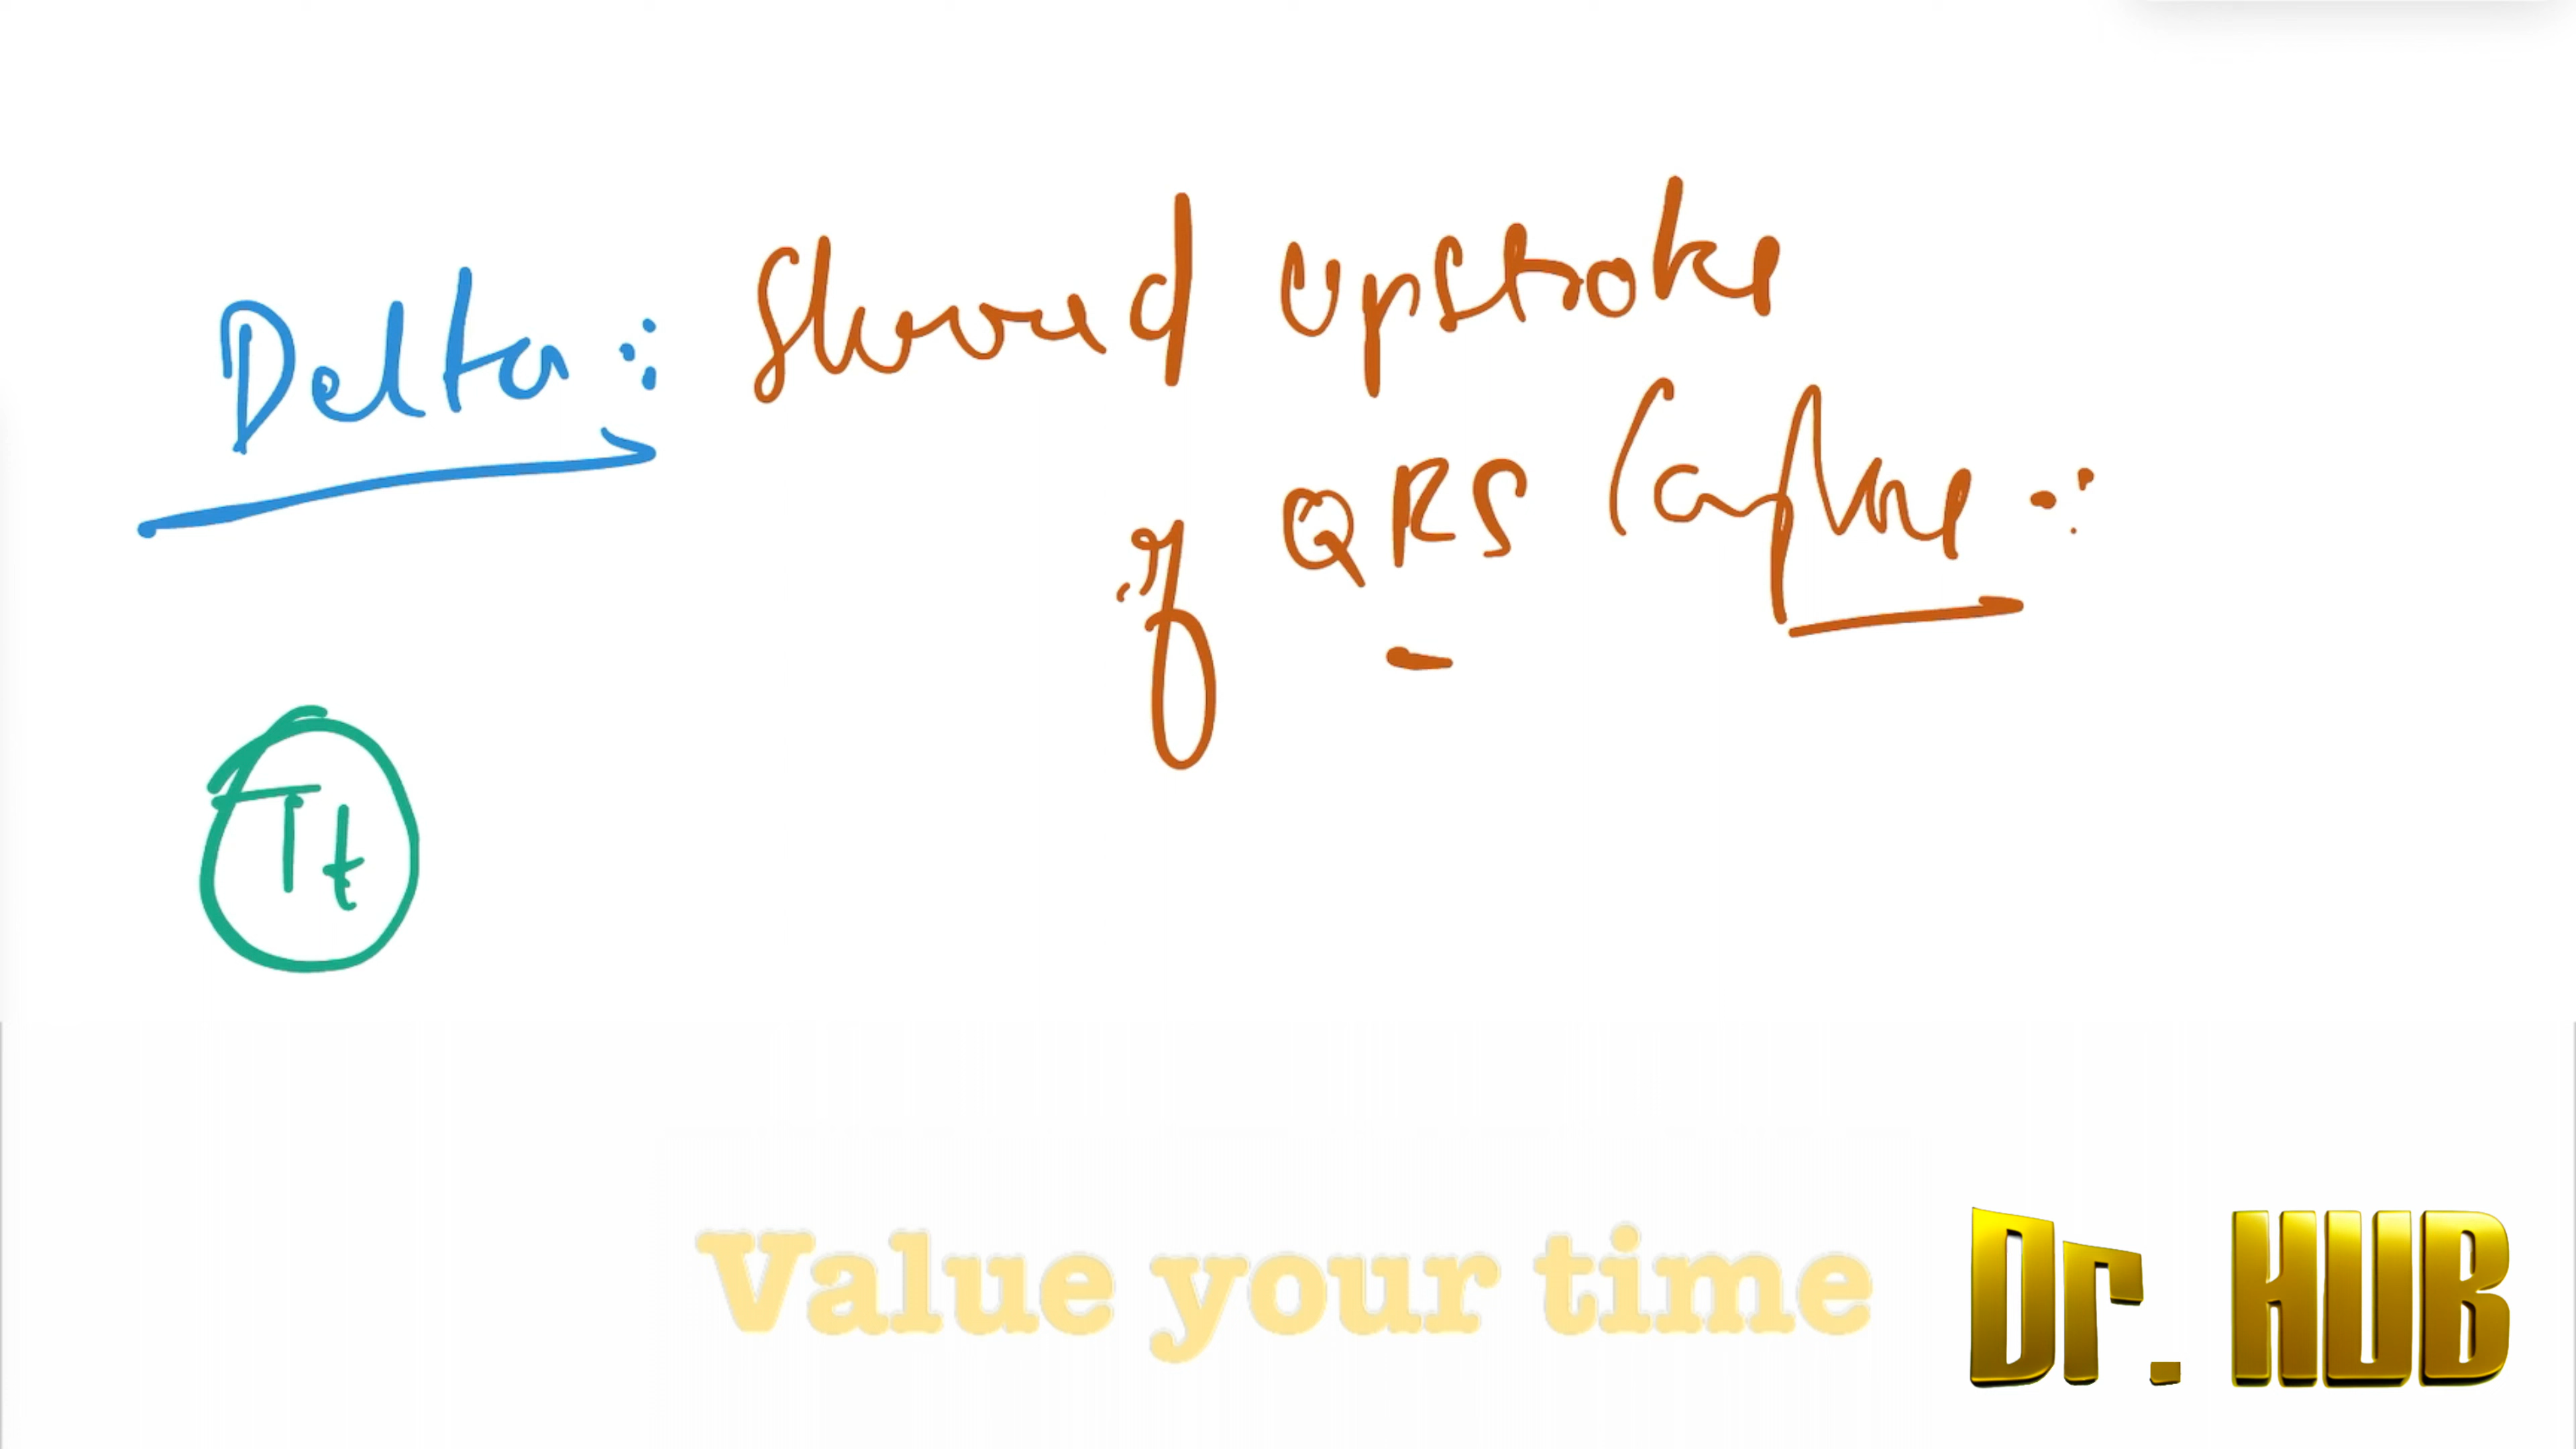 Delta : Slurred upstroke
of QRS Complex
Tt
Value your time
Dr. HUB